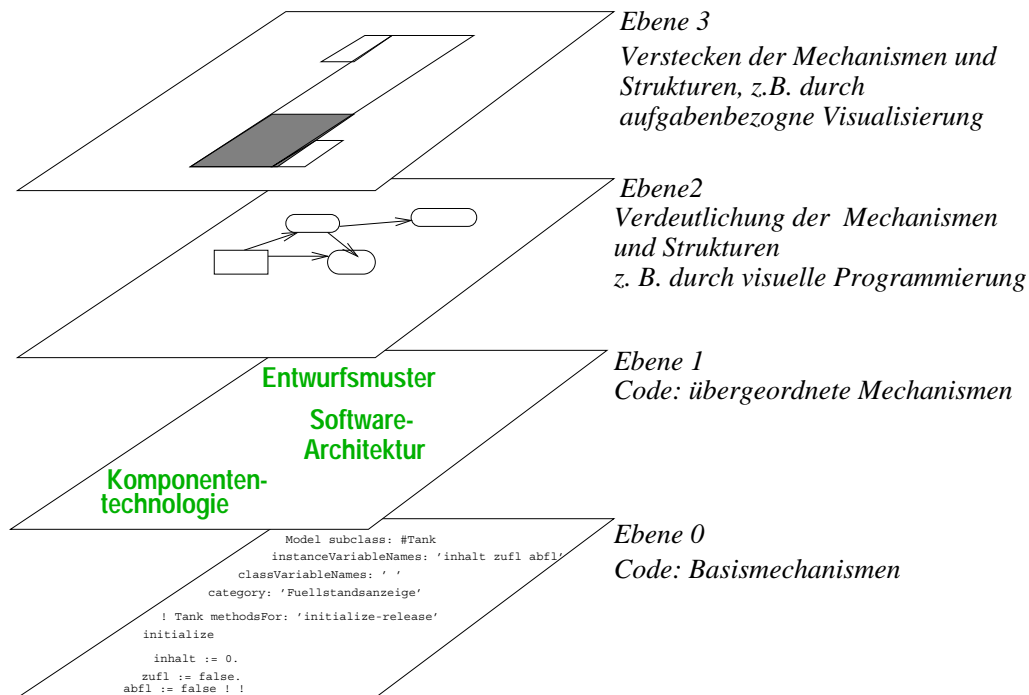 Ebene 3
Verstecken der Mechanismen und
Strukturen, z.B. durch
aufgabenbezogne Visualisierung
Ebene2
Verdeutlichung der Mechanismen
und Strukturen
z. B. durch visuelle Programmierung
Ebene 1
Code: übergeordnete Mechanismen
Entwurfsmuster
Software-
Architektur
Komponenten-
technologie
Ebene 0
Code: Basismechanismen
Model subclass: #Tank
instanceVariableNames: ’inhalt zufl abfl’
classVariableNames: ’ ’
category: ’Fuellstandsanzeige’
! Tank methodsFor: ’initialize-release’
initialize
inhalt := 0.
zufl := false.
abfl := false ! !